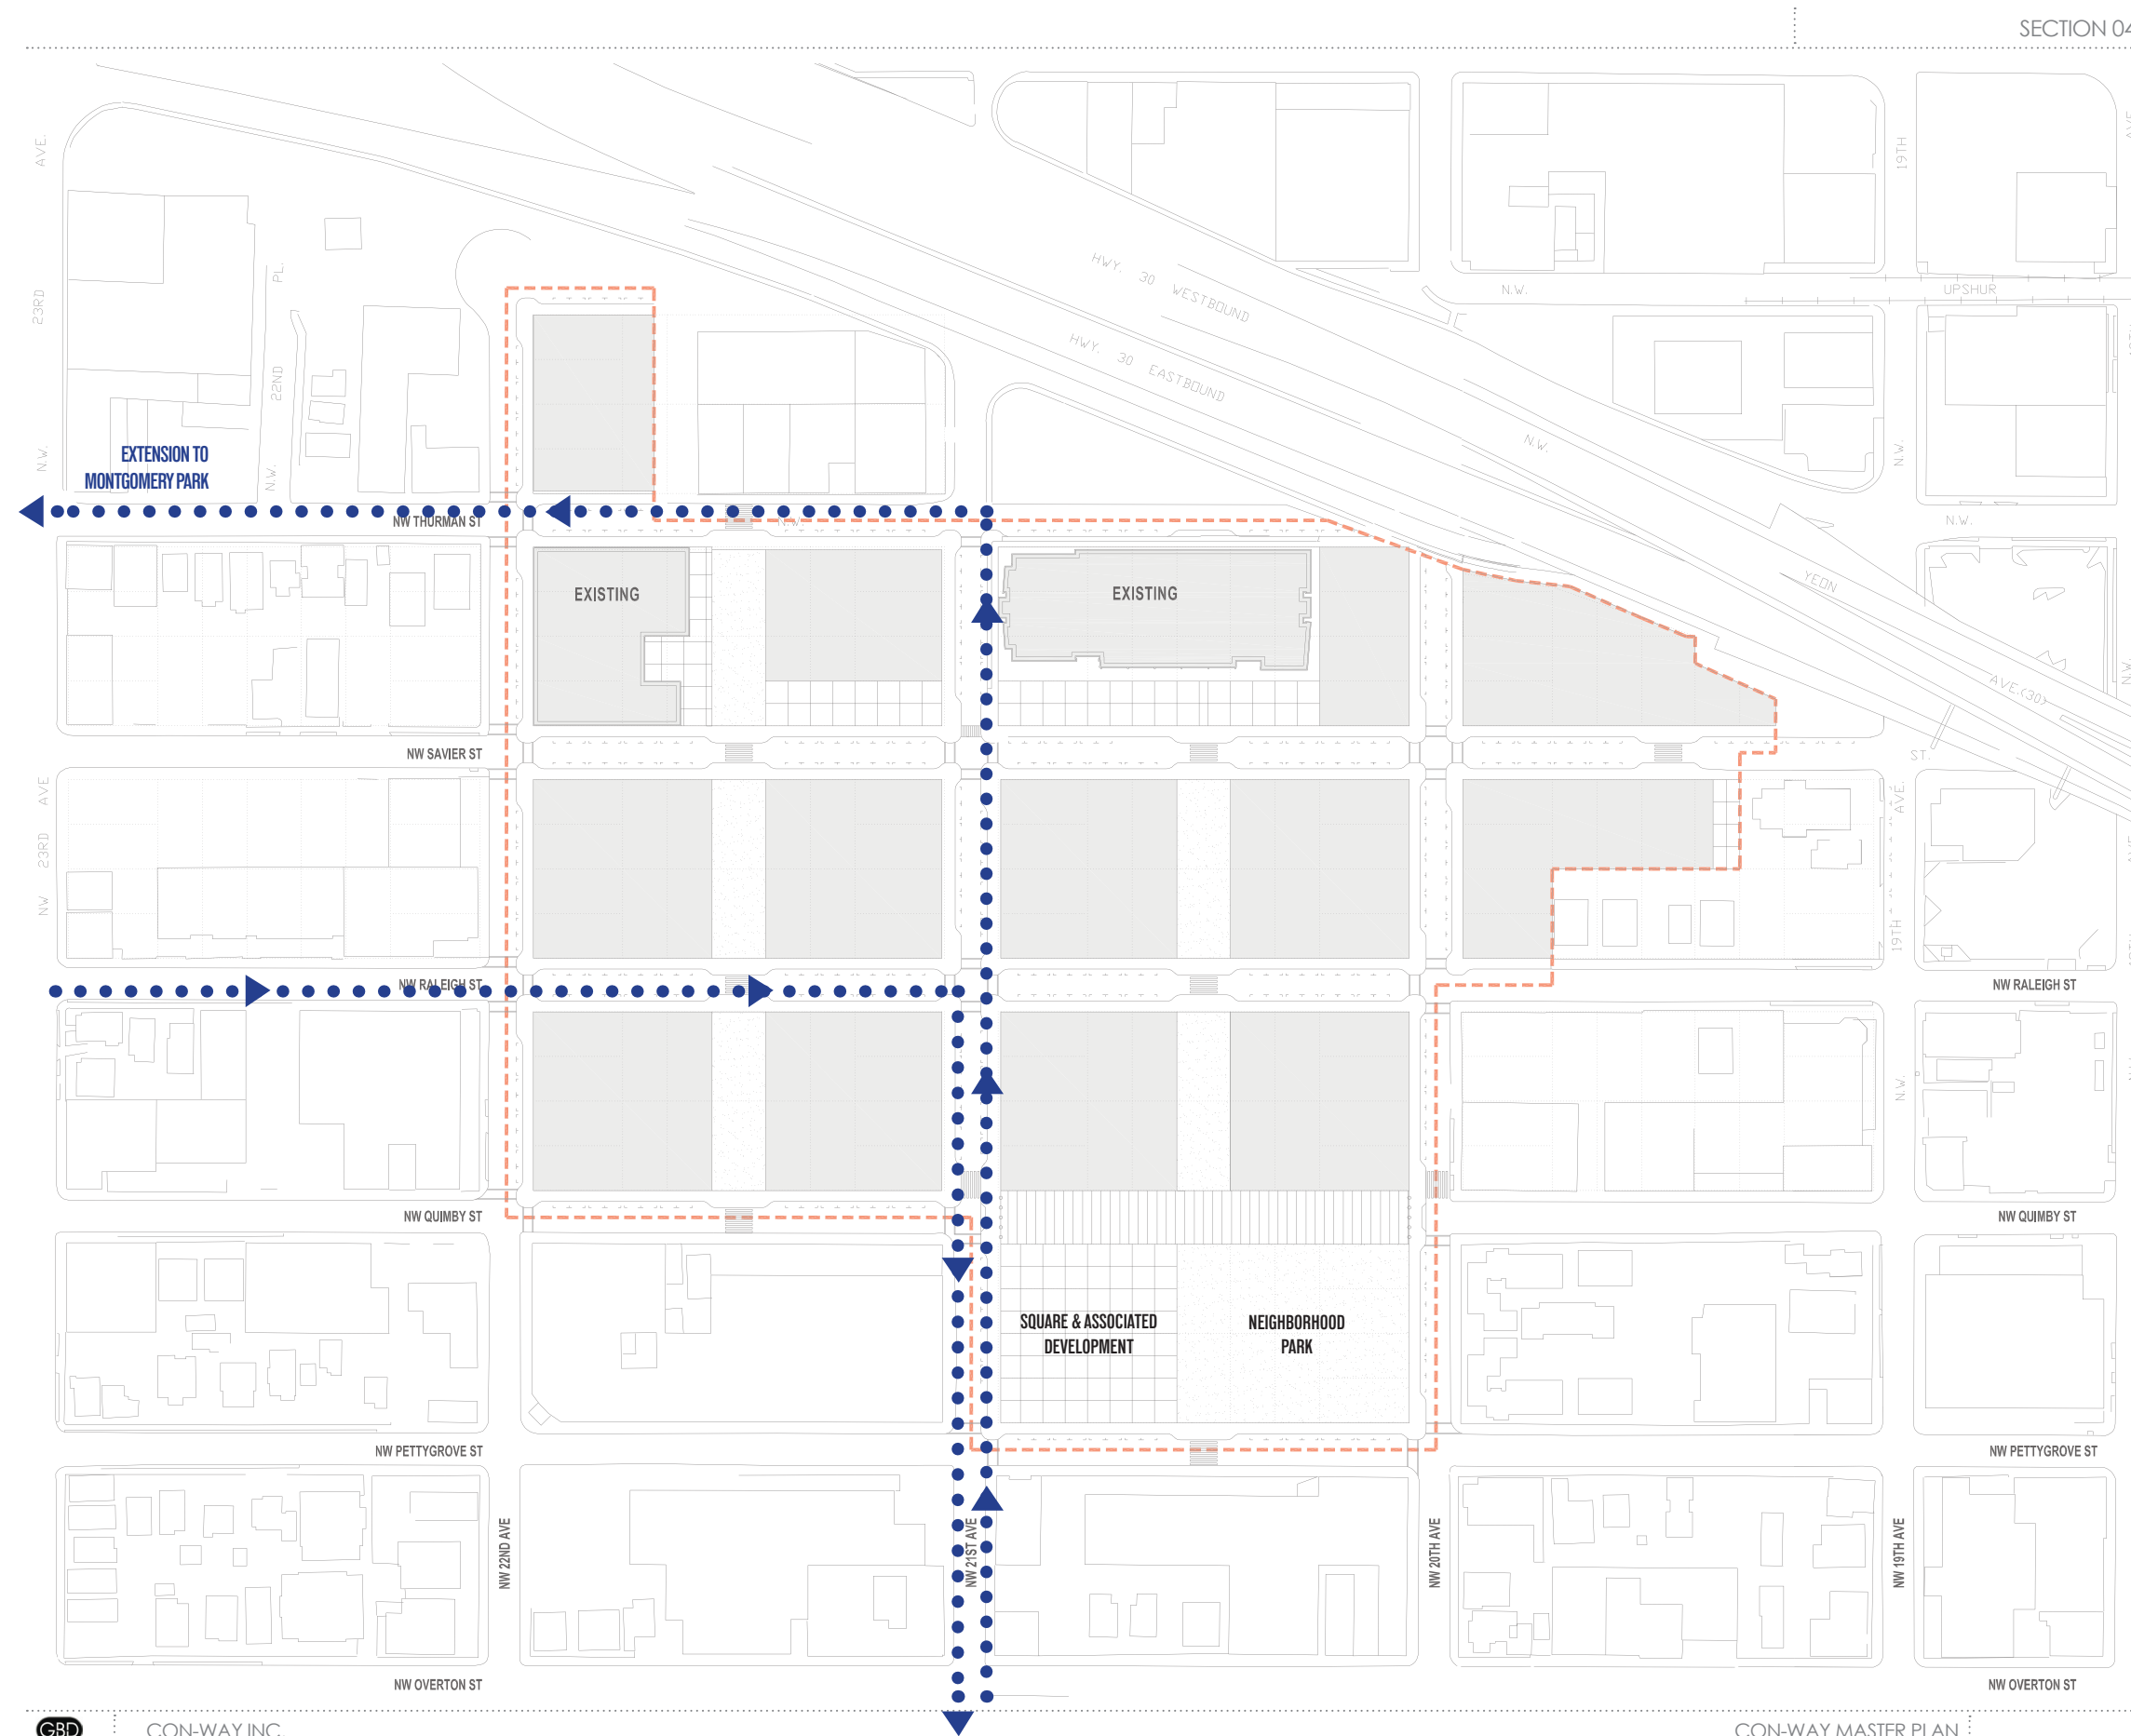 SECTION 04
AVE.
19TH
HWY. 30 WESTBOUND
N.W.
UPSHUR
23RD
PL.
HWY. 30 EASTBOUND
22ND
N.W.
N.W.
N.W.
N.W.
EXTENSION TO
MONTGOMERY PARK
NW THURMAN ST
N.W.
N.W.
YEON
EXISTING
EXISTING
N.W.
AVE.(30)
NW SAVIER ST
ST.
AVE
23RD
NW
AVE.
19TH
NW RALEIGH ST
NW RALEIGH ST
N.W.
NW QUIMBY ST
NW QUIMBY ST
SQUARE & ASSOCIATED
DEVELOPMENT
NEIGHBORHOOD
PARK
NW PETTYGROVE ST
NW PETTYGROVE ST
NW 22ND AVE
NW 21ST AVE
NW 20TH AVE
NW 19TH AVE
NW OVERTON ST
NW OVERTON ST
GBD
CON-WAY INC.
CON-WAY MASTER PLAN